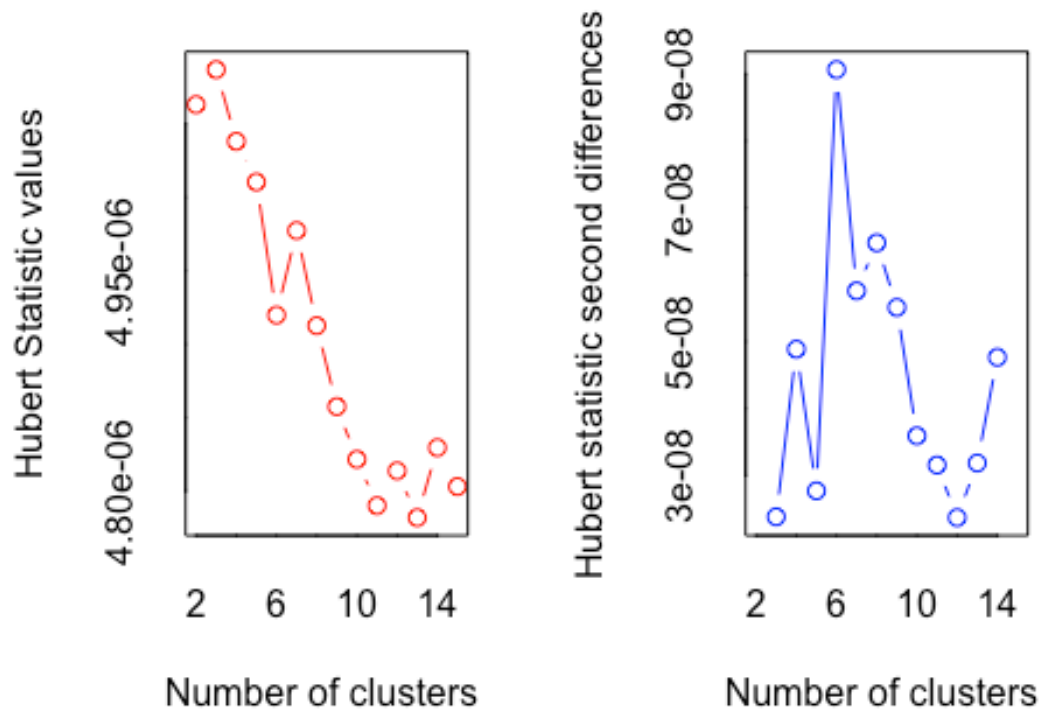 Hubert Statistic values
4.80e-06 4.95e-06
2 6 10 14
Number of clusters
Hubert statistic second differences
3e-08 5e-08 7e-08 9e-08
2 6 10 14
Number of clusters